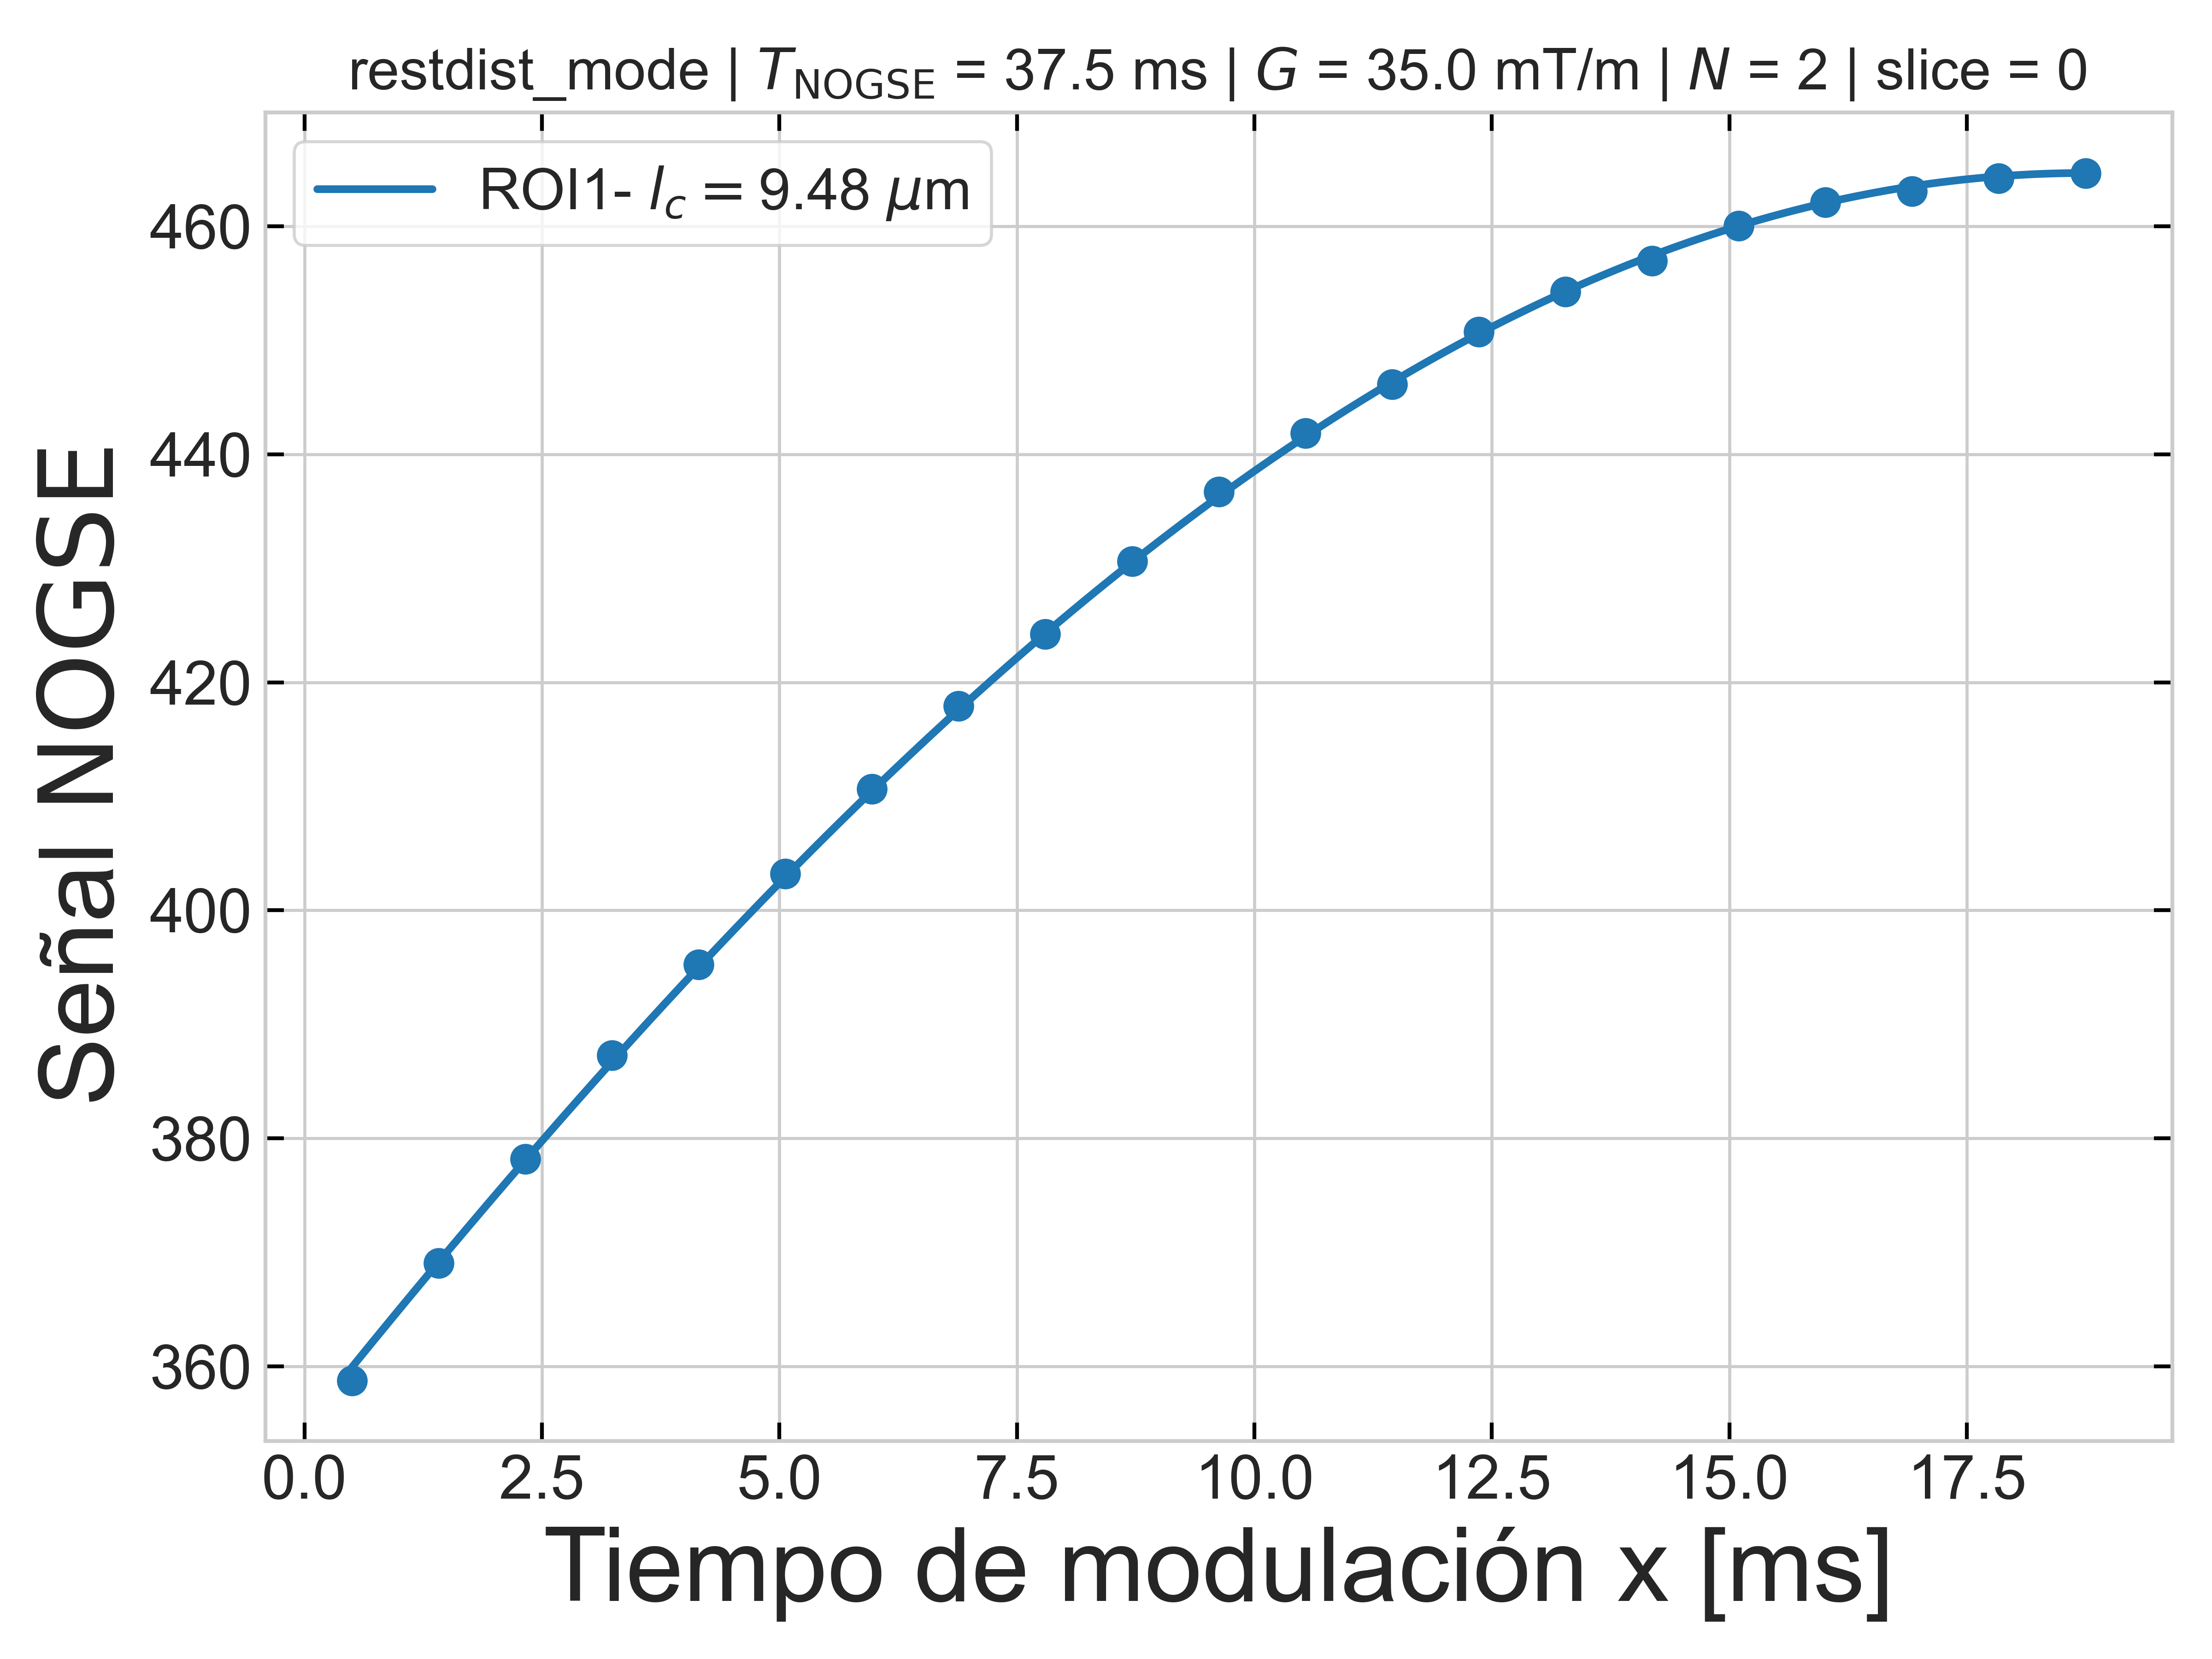 restdist_mode | T_NOGSE = 37.5 ms | G = 35.0 mT/m | N = 2 | slice = 0
ROI1- l_c = 9.48 μm
Señal NOGSE
460
440
420
400
380
360
0.0 2.5 5.0 7.5 10.0 12.5 15.0 17.5
Tiempo de modulación x [ms]